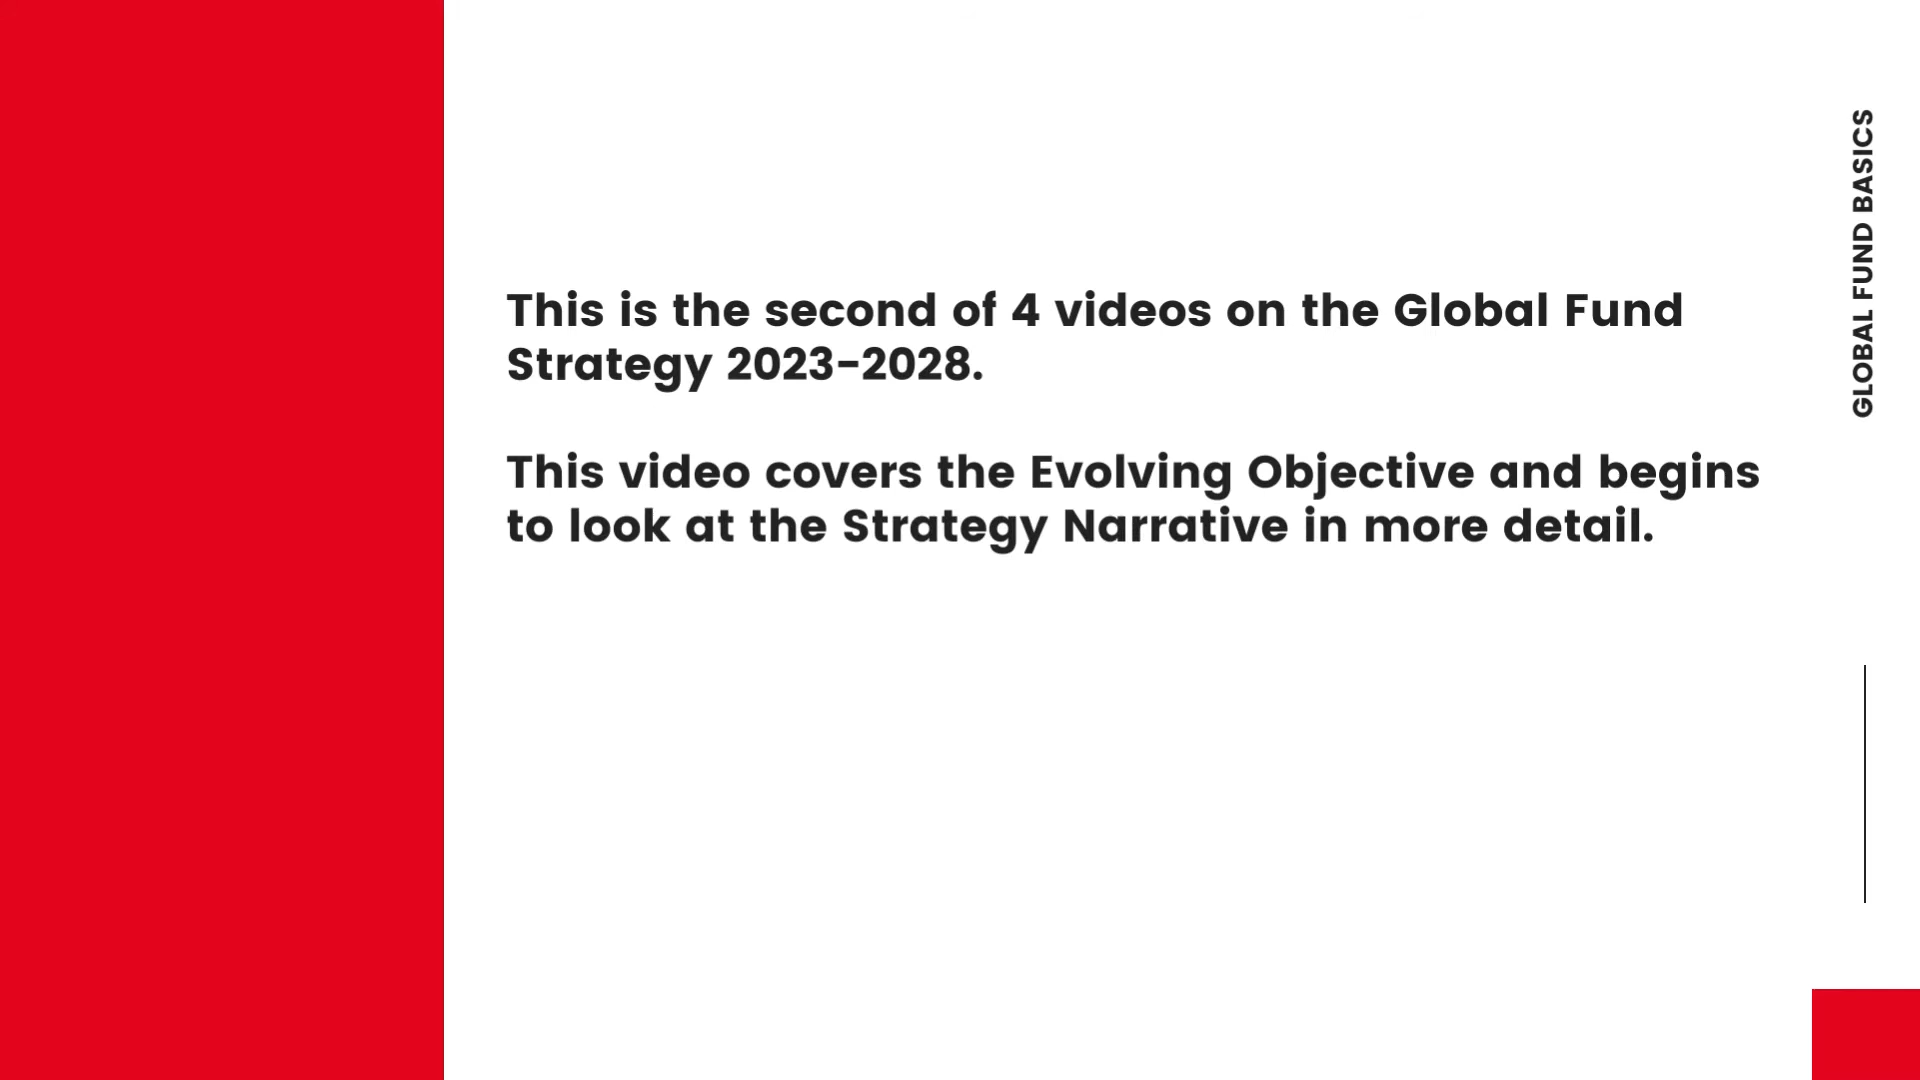 This is the second of 4 videos on the Global Fund
Strategy 2023-2028.
This video covers the Evolving Objective and begins
to look at the Strategy Narrative in more detail.
GLOBAL FUND BASICS